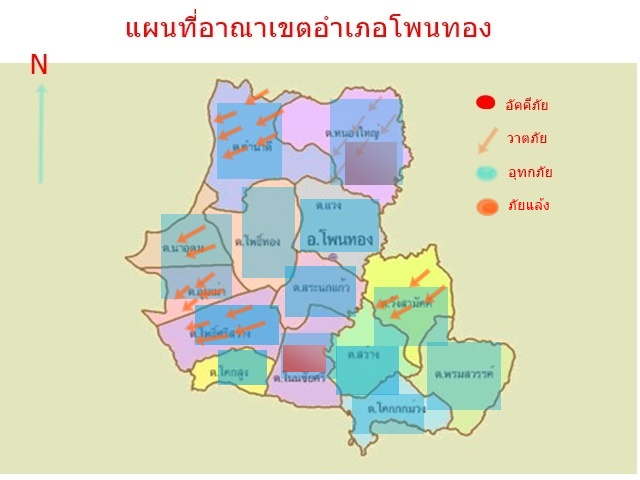 แผนที่อาณาเขตอำเภอโพนทอง
N
อัคคีภัย
วาตภัย
อุทกภัย
ภัยแล้ง
ต.คำนาดี
ต.หนองใหญ่
ต.แวง
อ.โพนทอง
ต.โพธิ์ทอง
ต.นาอุดม
ต.อุ่มเม่า
ต.สระนกแก้ว
ต.วังสามัคคี
ต.โพธิ์ศรีสว่าง
ต.สว่าง
ต.โคกสูง
ต.โนนชัยศรี
ต.พรมสวรรค์
ต.โคกกกม่วง